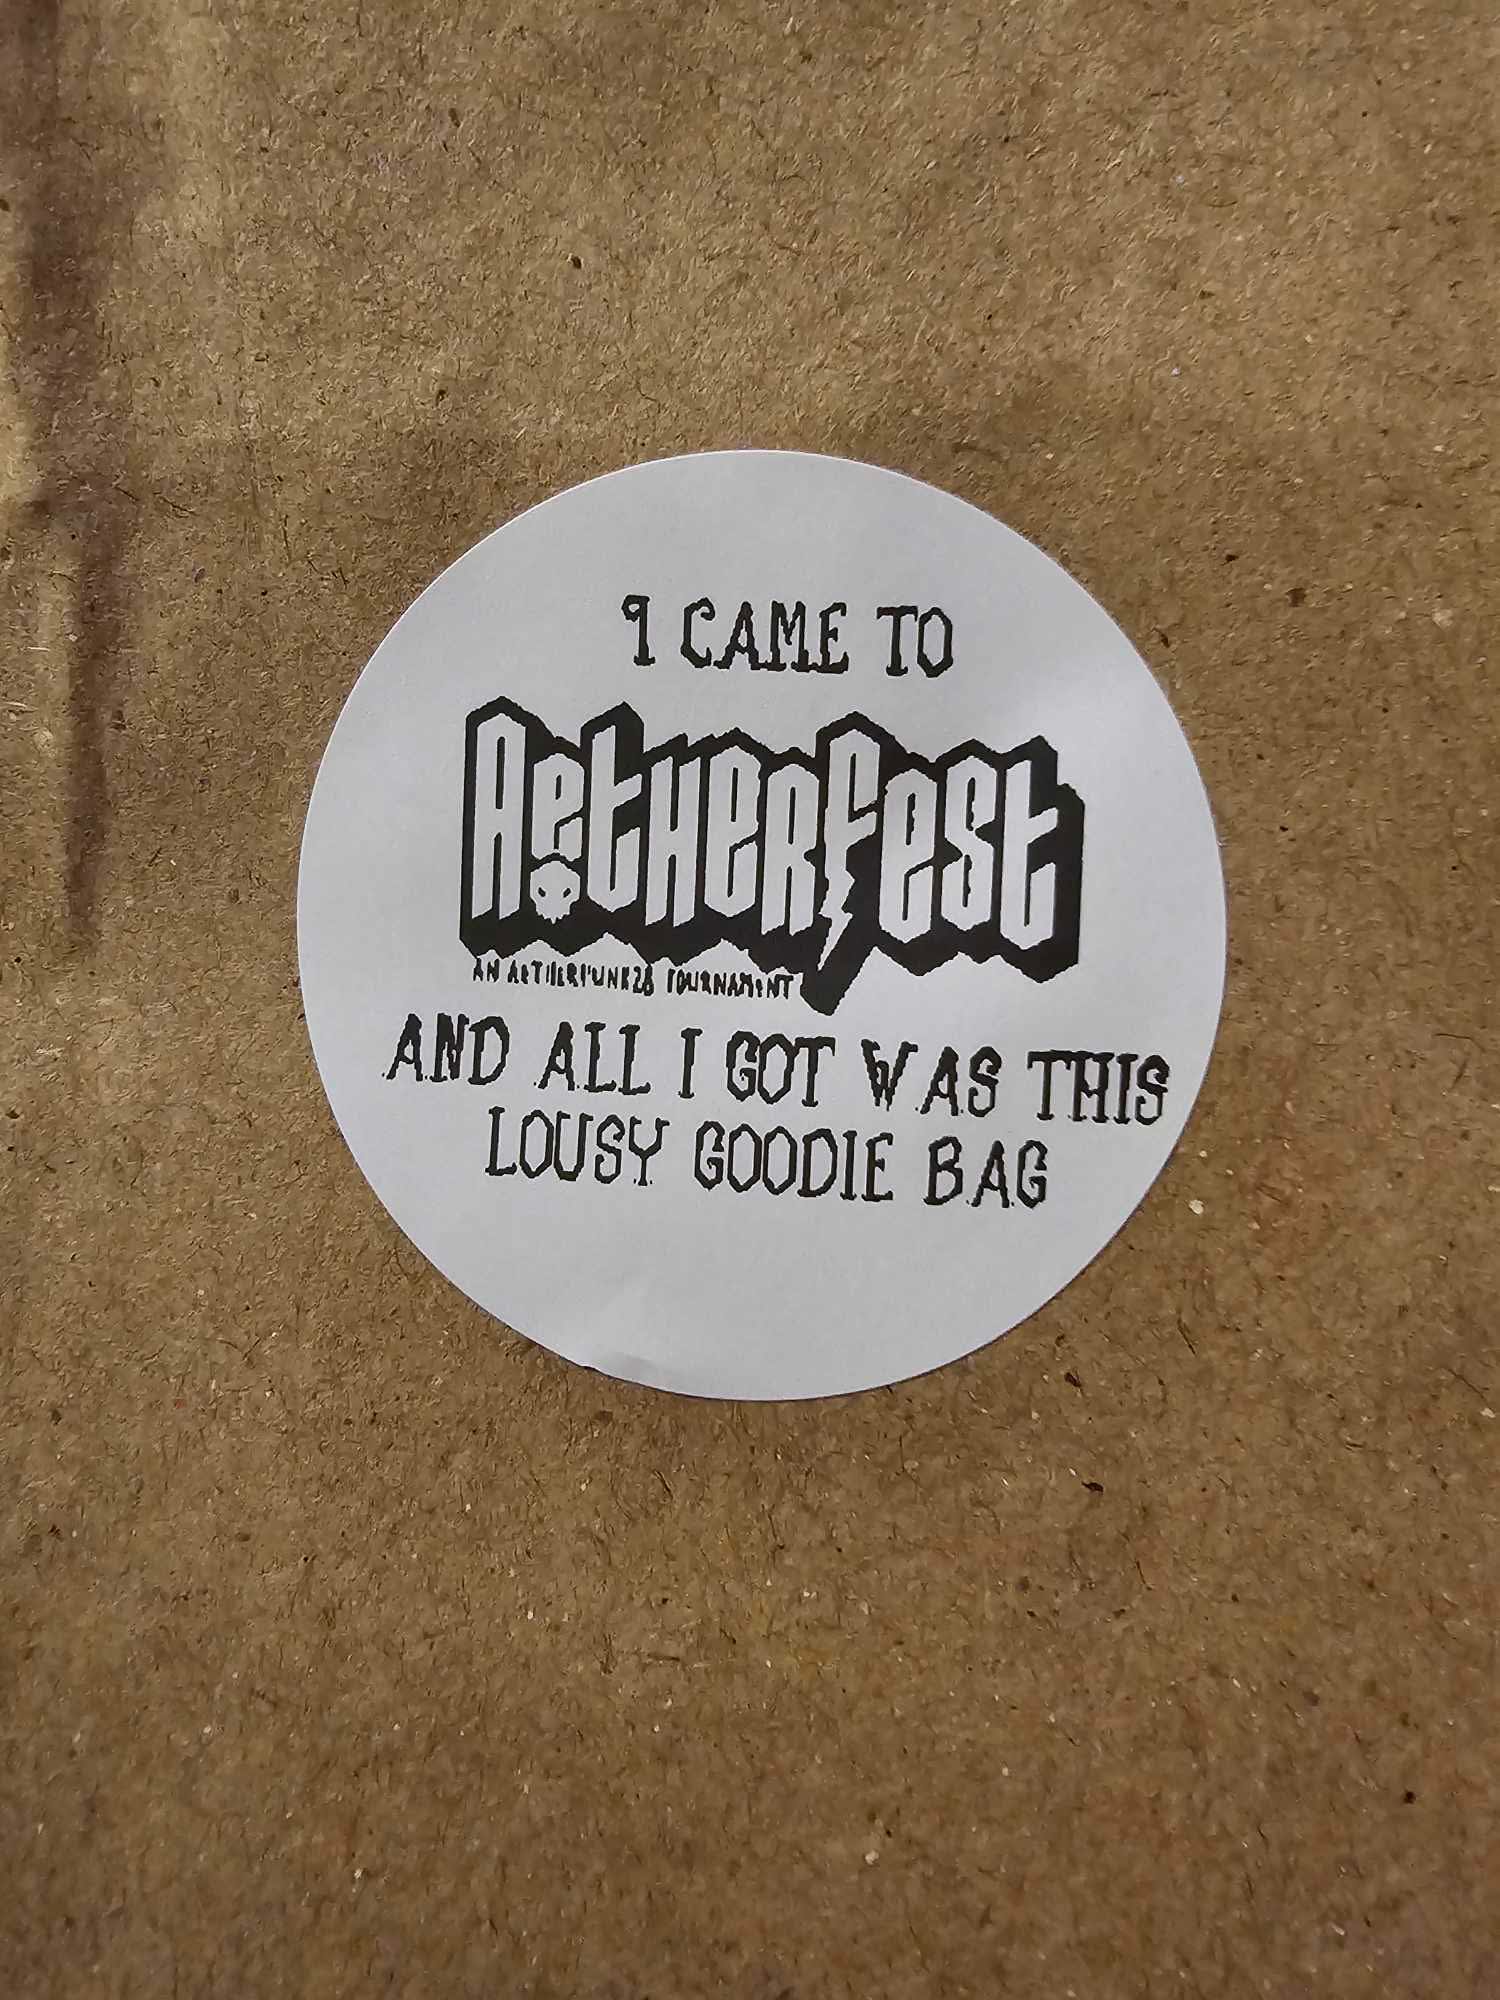 I CAME TO
AetherFest
AN AETHERPUNK28 TOURNAMENT
AND ALL I GOT WAS THIS
LOUSY GOODIE BAG